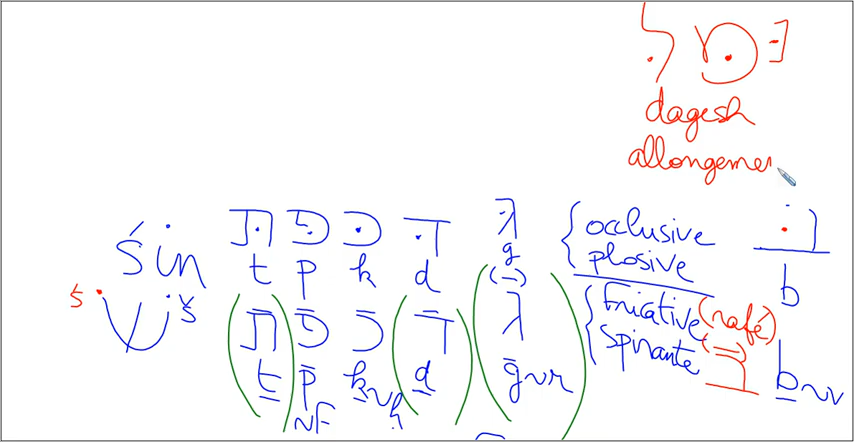 dagesh
allongemen
śin
תּ פּ כּ דּ גּ { occlusive בּ
t p k d g plosive b
(—)
ś š
ת פ כ ד ג { fricative (rafé)
spirante (—) ב
ṯ p̄ ḵ~ḥ ḏ ḡ~r ḇ~v
~F